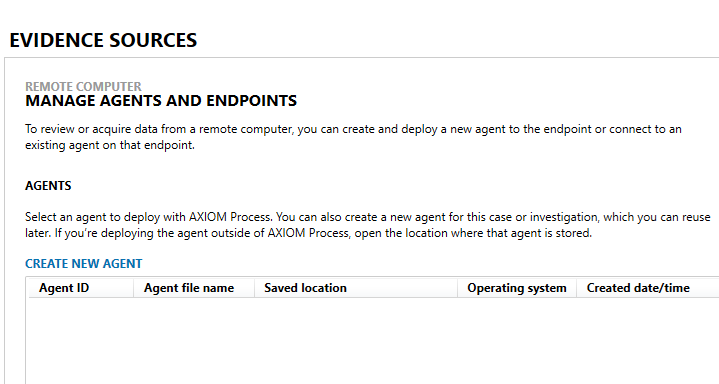 EVIDENCE SOURCES
REMOTE COMPUTER
MANAGE AGENTS AND ENDPOINTS
To review or acquire data from a remote computer, you can create and deploy a new agent to the endpoint or connect to an
existing agent on that endpoint.
AGENTS
Select an agent to deploy with AXIOM Process. You can also create a new agent for this case or investigation, which you can reuse
later. If you’re deploying the agent outside of AXIOM Process, open the location where that agent is stored.
CREATE NEW AGENT
Agent ID Agent file name Saved location Operating system Created date/time